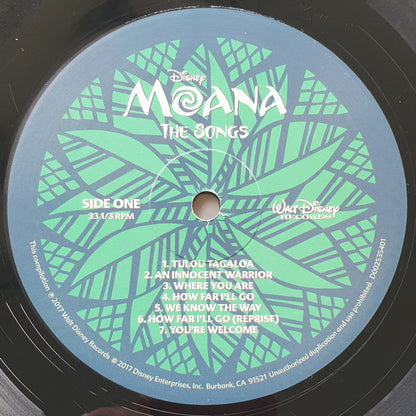 Disney
MOANA
THE SONGS
SIDE ONE
33 1/3 RPM
WALT DISNEY
RECORDS
1. TULOU TAGALOA
2. AN INNOCENT WARRIOR
3. WHERE YOU ARE
4. HOW FAR I'LL GO
5. WE KNOW THE WAY
6. HOW FAR I'LL GO (REPRISE)
7. YOU'RE WELCOME
This compilation ℗ 2017 Walt Disney Records © 2017 Disney Enterprises, Inc. Burbank, CA 91521 Unauthorized duplication and use prohibited. D002535401